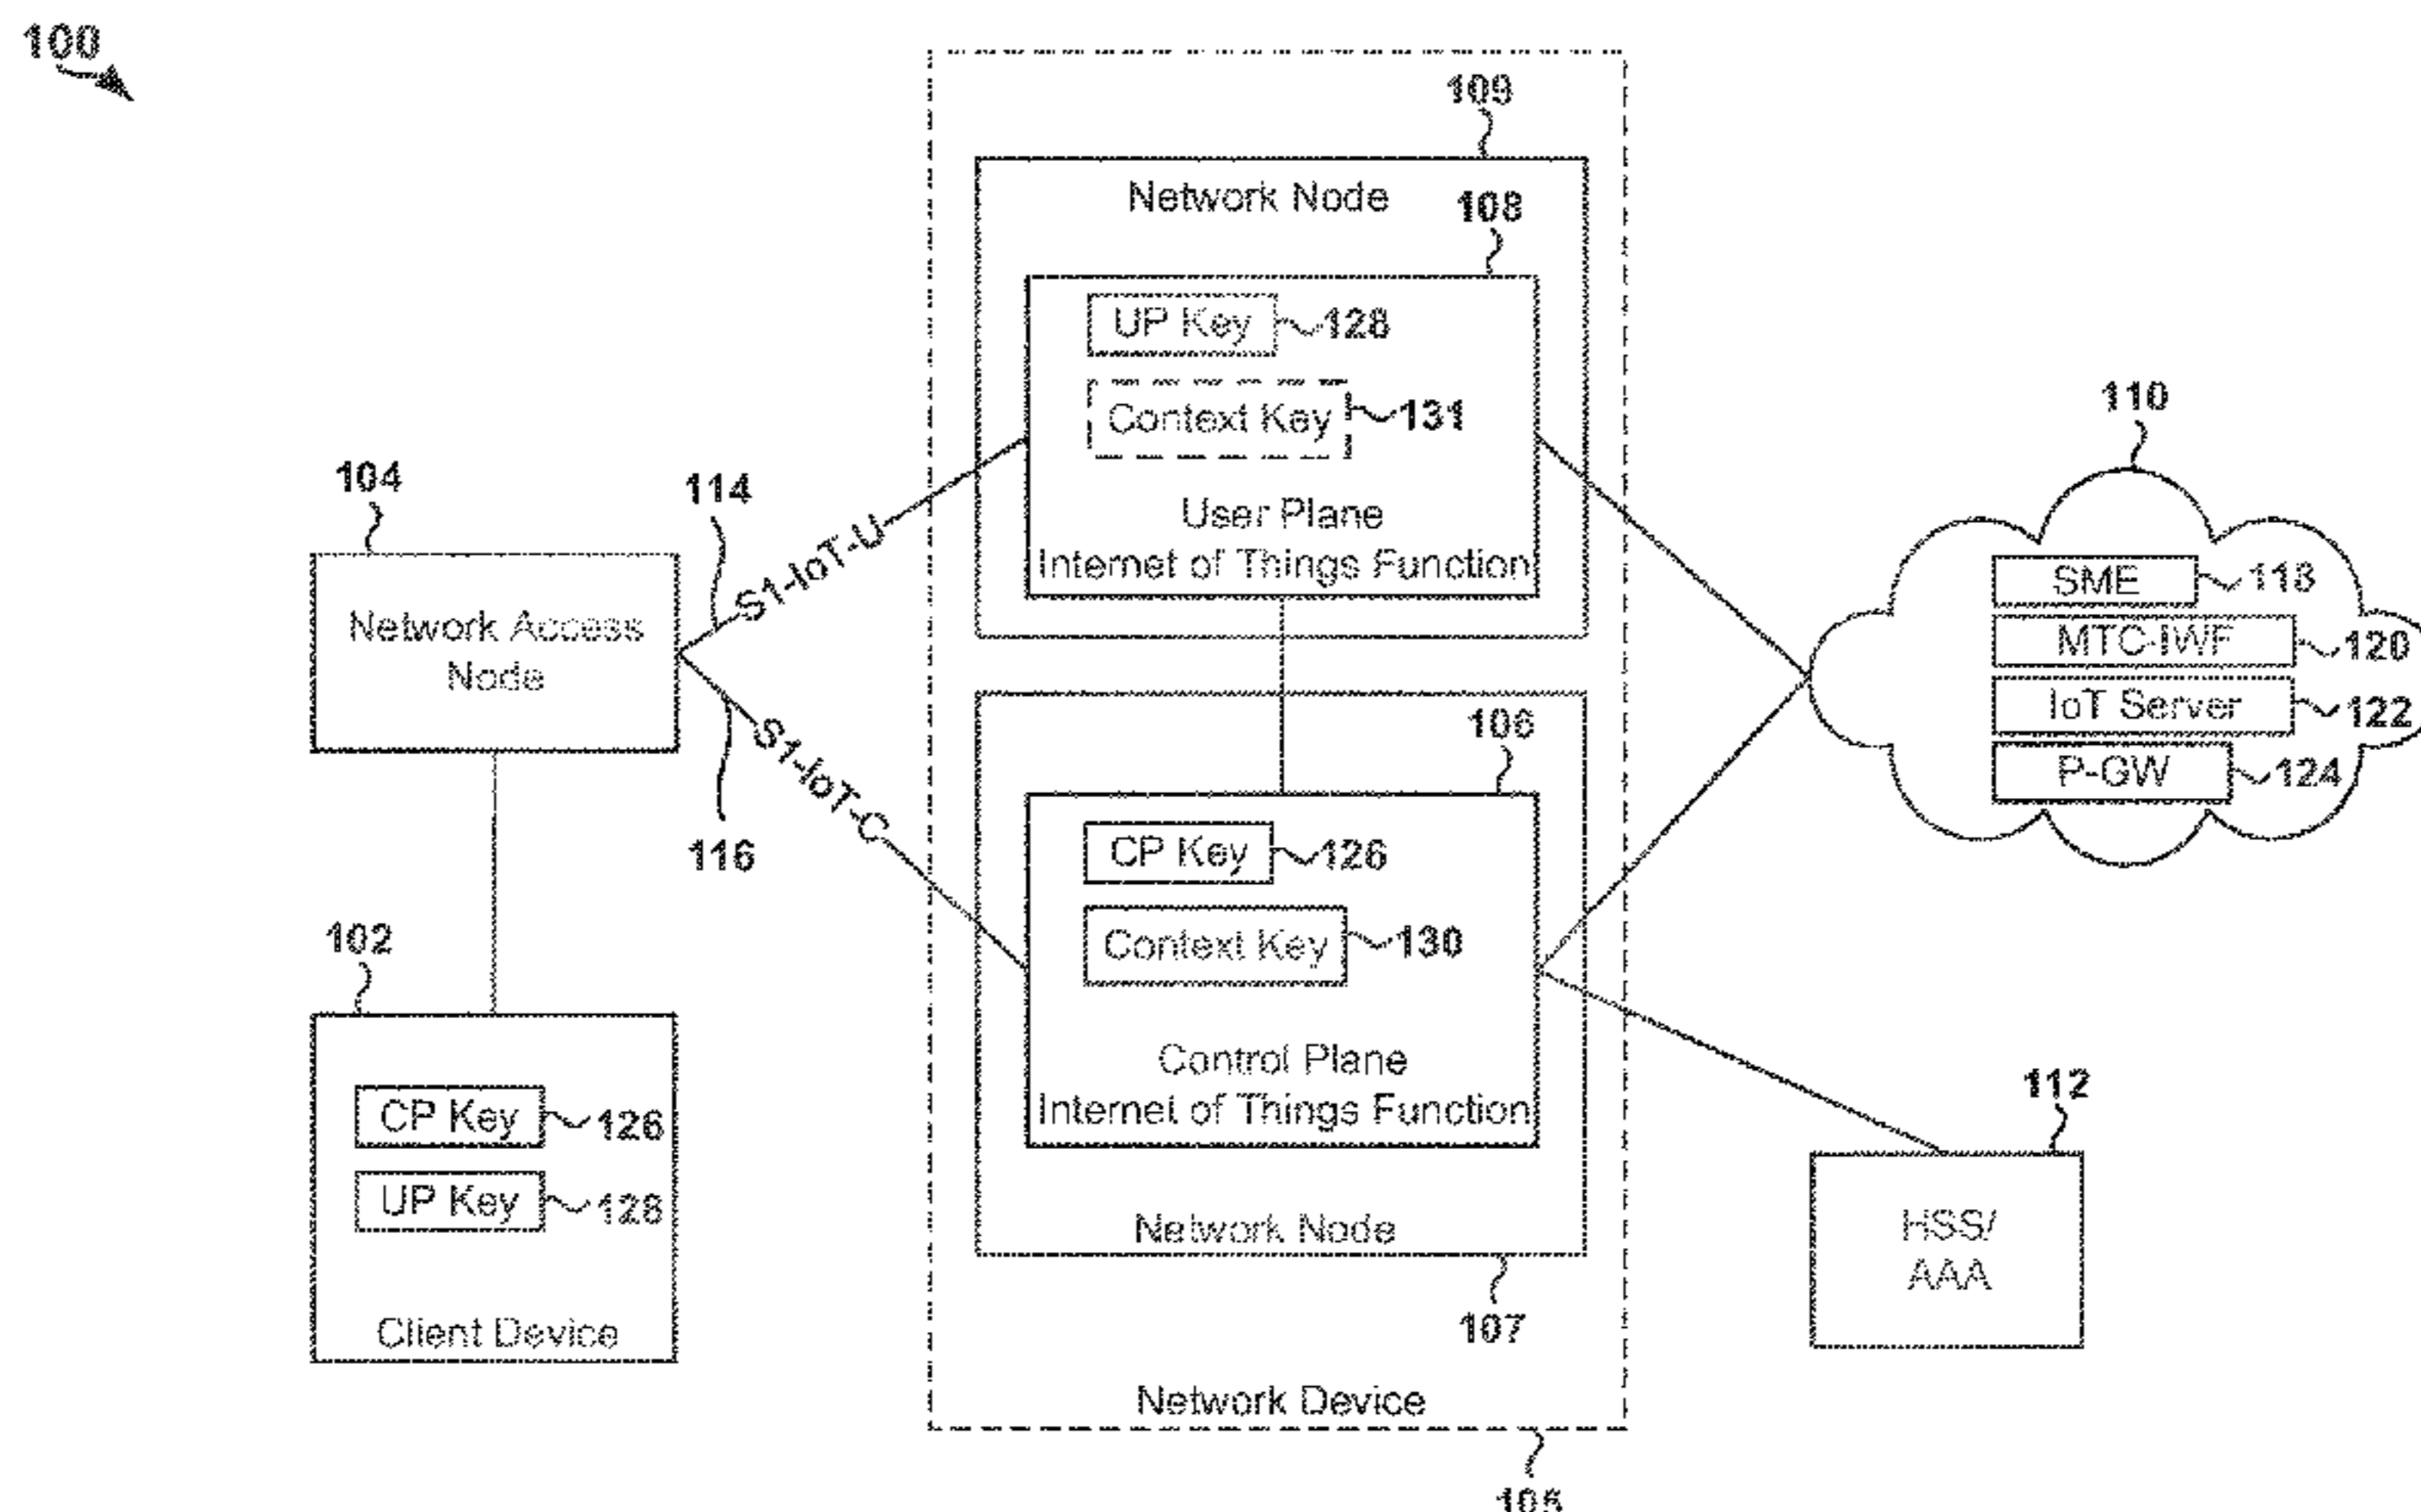 100
109
Network Node
108
UP Key 128
Context Key 131
User Plane
Internet of Things Function
104
Network Access
Node
114
S1-IoT-U
116
S1-IoT-C
106
CP Key 126
Context Key 130
Control Plane
Internet of Things Function
Network Node
107
Network Device
105
102
CP Key 126
UP Key 128
Client Device
110
SME 118
MTC-IWF 120
IoT Server 122
P-GW 124
112
HSS/
AAA